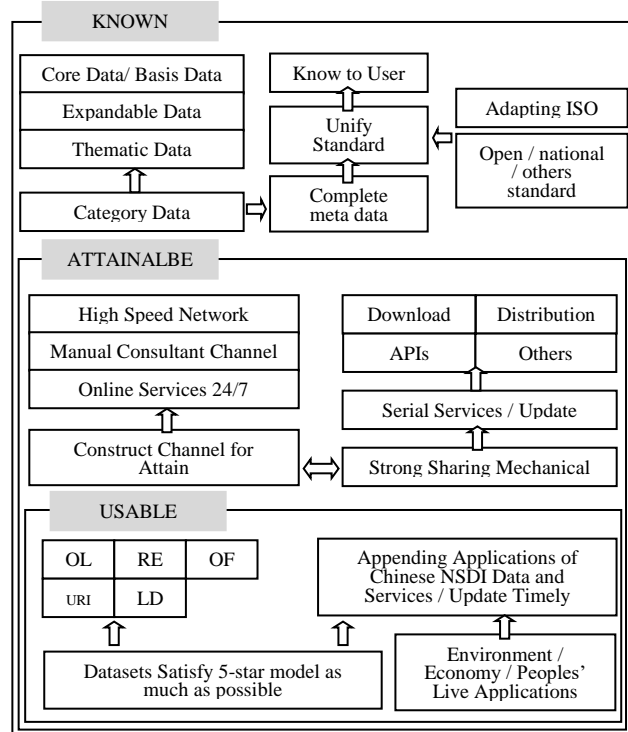 KNOWN
Core Data/ Basis Data
Expandable Data
Thematic Data
Category Data
Know to User
Unify
Standard
Complete
meta data
Adapting ISO
Open / national
/ others
standard
ATTAINALBE
High Speed Network
Manual Consultant Channel
Online Services 24/7
Construct Channel for
Attain
Download
Distribution
APIs
Others
Serial Services / Update
Strong Sharing Mechanical
USABLE
OL
RE
OF
URI
LD
Datasets Satisfy 5-star model as
much as possible
Appending Applications of
Chinese NSDI Data and
Services / Update Timely
Environment /
Economy / Peoples’
Live Applications